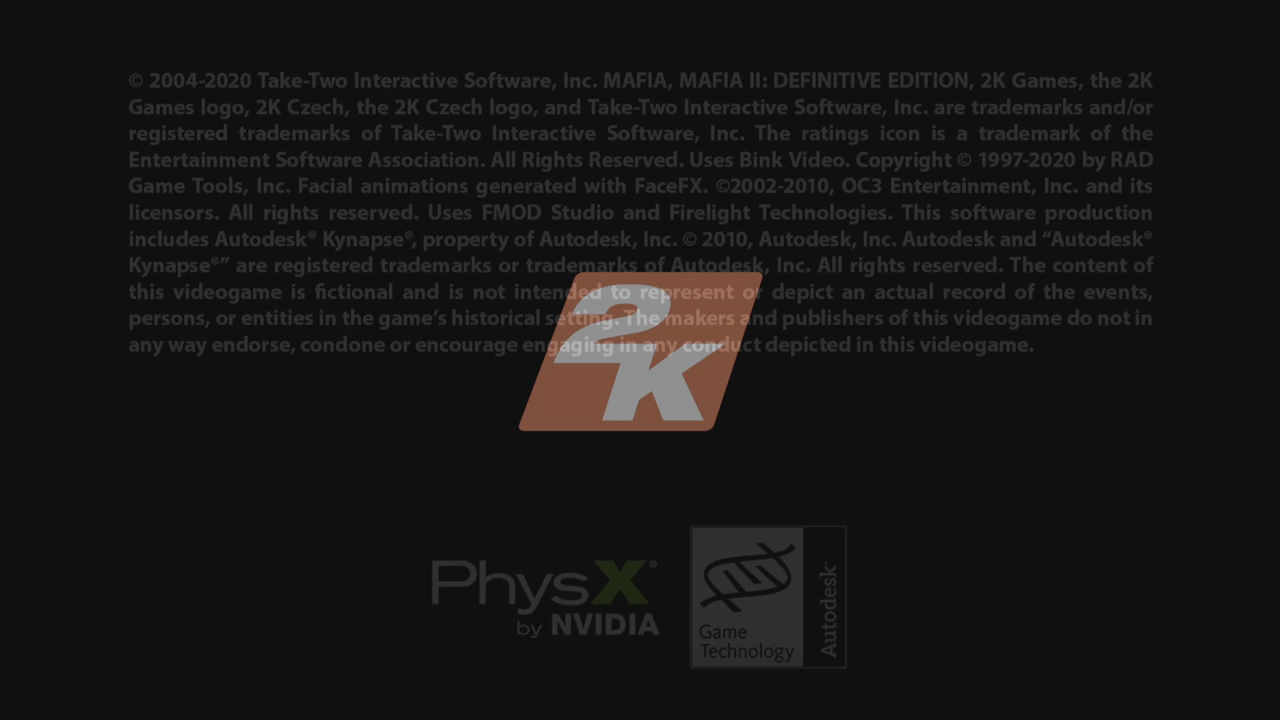 © 2004-2020 Take-Two Interactive Software, Inc. MAFIA, MAFIA II: DEFINITIVE EDITION, 2K Games, the 2K
Games logo, 2K Czech, the 2K Czech logo, and Take-Two Interactive Software, Inc. are trademarks and/or
registered trademarks of Take-Two Interactive Software, Inc. The ratings icon is a trademark of the
Entertainment Software Association. All Rights Reserved. Uses Bink Video. Copyright © 1997-2020 by RAD
Game Tools, Inc. Facial animations generated with FaceFX. ©2002-2010, OC3 Entertainment, Inc. and its
licensors. All rights reserved. Uses FMOD Studio and Firelight Technologies. This software production
includes Autodesk® Kynapse®, property of Autodesk, Inc. © 2010, Autodesk, Inc. Autodesk and “Autodesk®
Kynapse®” are registered trademarks or trademarks of Autodesk, Inc. All rights reserved. The content of
this videogame is fictional and is not intended to represent or depict an actual record of the events,
persons, or entities in the game’s historical setting. The makers and publishers of this videogame do not in
any way endorse, condone or encourage engaging in any conduct depicted in this videogame.
2K
PhysX®
by NVIDIA
Game
Technology
Autodesk